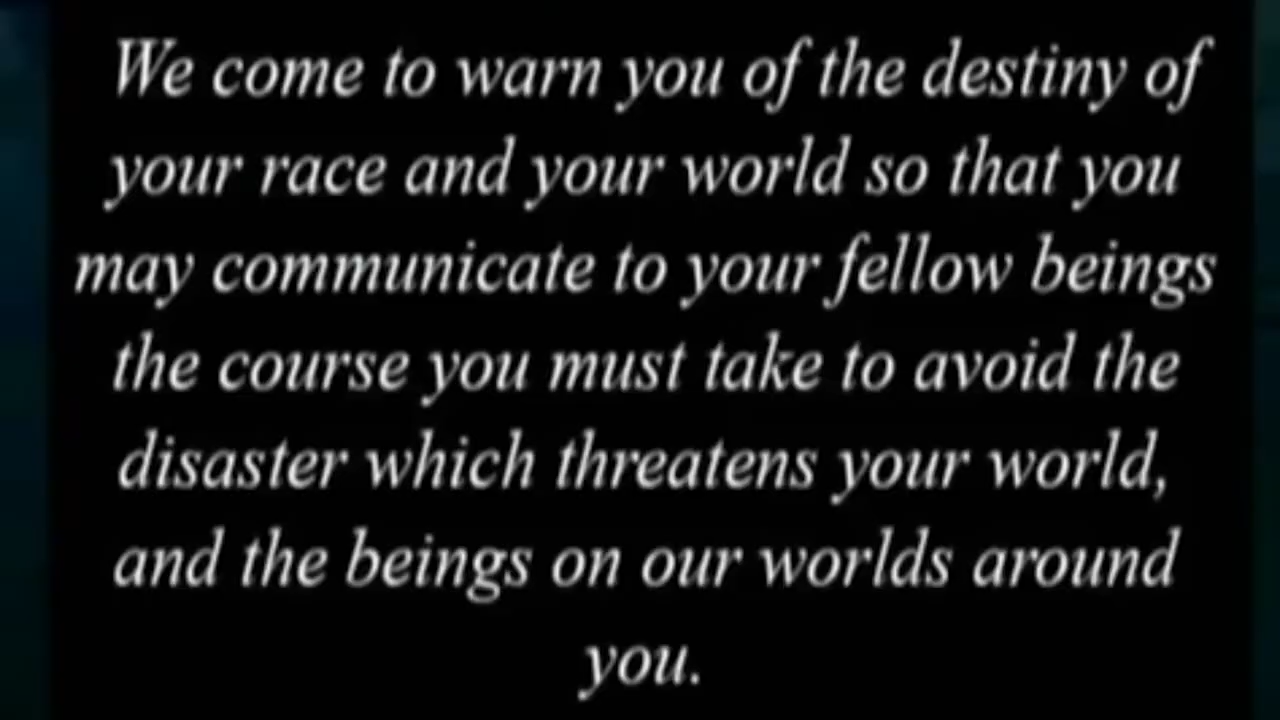 We come to warn you of the destiny of
your race and your world so that you
may communicate to your fellow beings
the course you must take to avoid the
disaster which threatens your world,
and the beings on our worlds around
you.